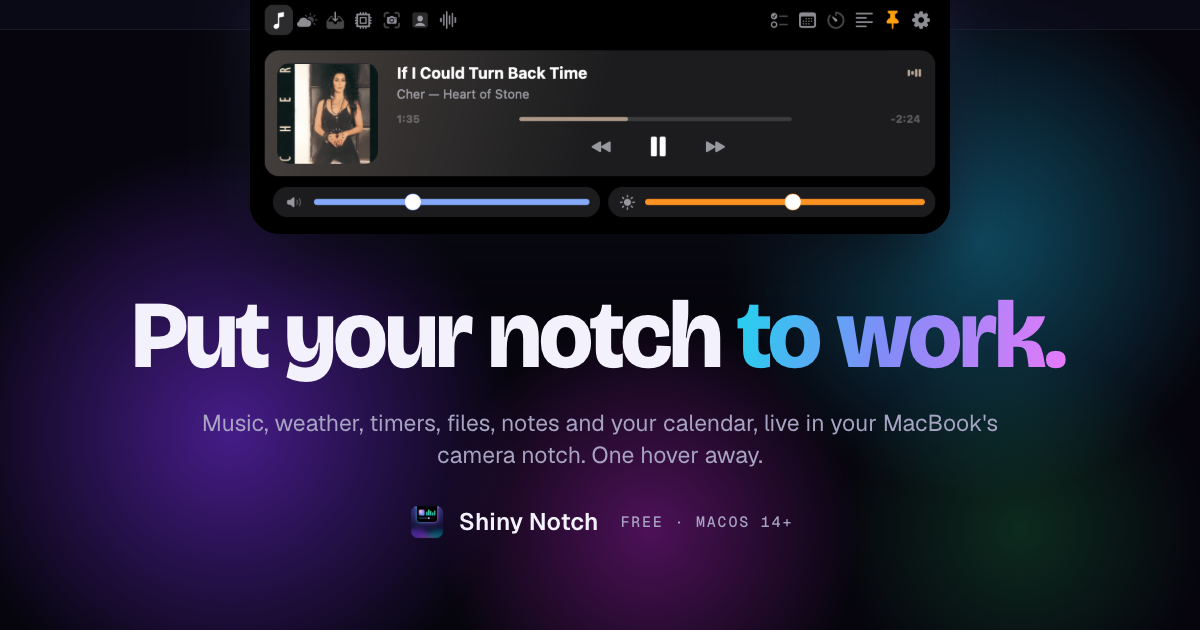 If I Could Turn Back Time
Cher — Heart of Stone
1:35
-2:24
CHER
Put your notch to work.
Music, weather, timers, files, notes and your calendar, live in your MacBook's
camera notch. One hover away.
Shiny Notch FREE · MACOS 14+